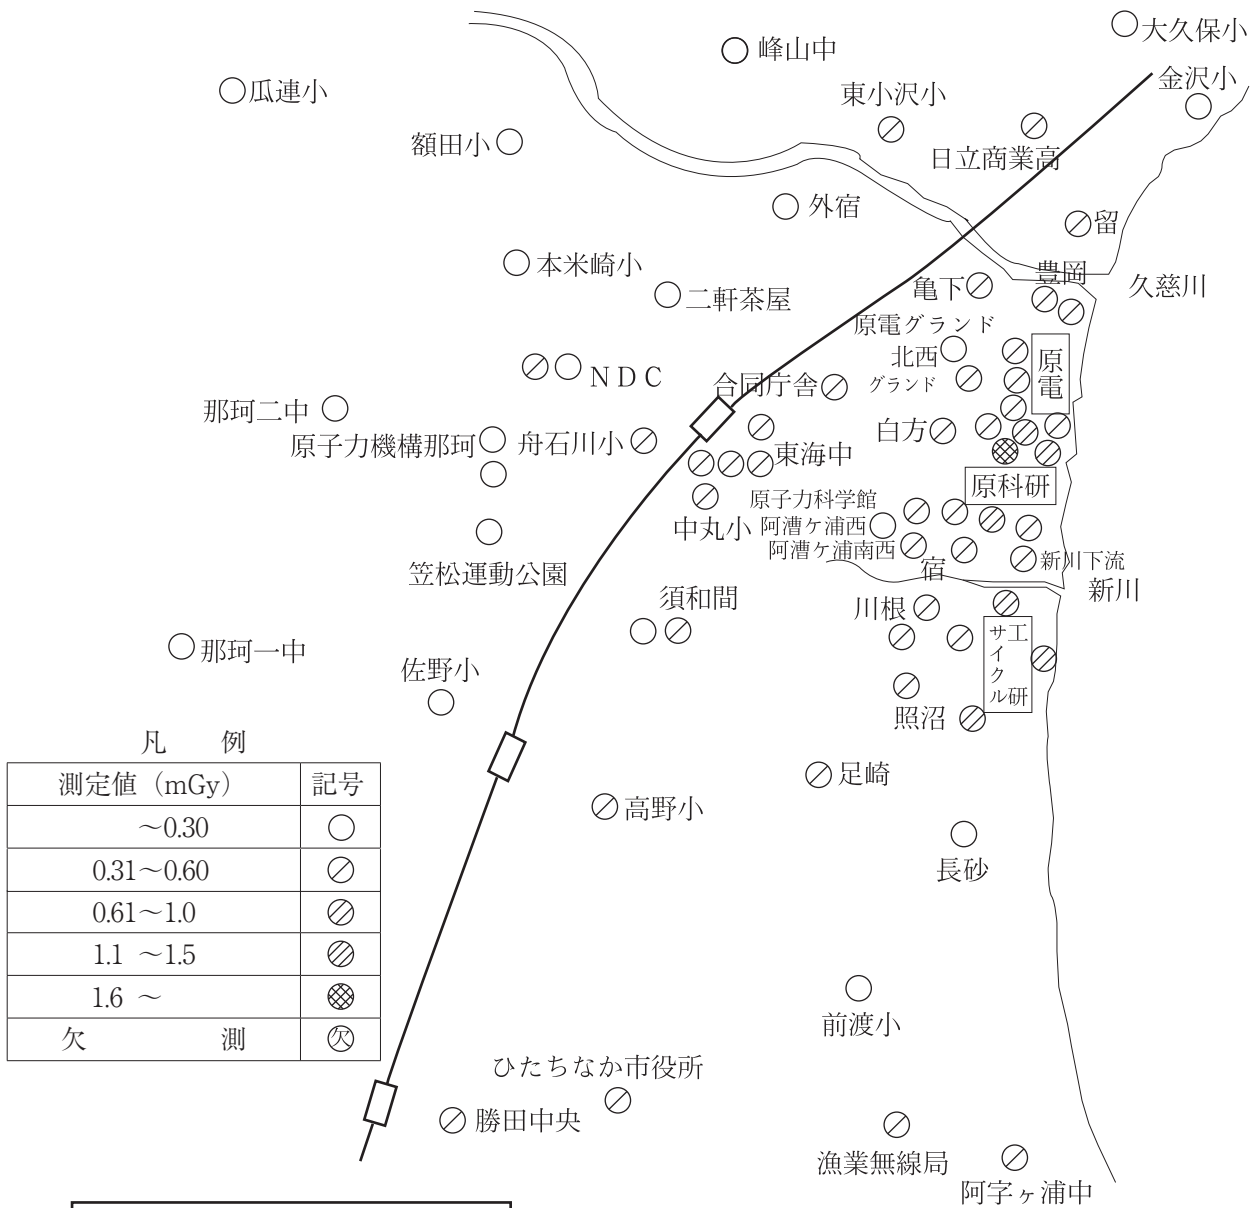 大久保小
峰山中
金沢小
瓜連小
東小沢小
額田小
日立商業高
外宿
留
本米崎小
豊岡
久慈川
亀下
二軒茶屋
原電グランド
北西
原電
グランド
NDC
合同庁舎
那珂二中
白方
原子力機構那珂
舟石川小
東海中
原科研
原子力科学館
中丸小
阿漕ケ浦西
阿漕ケ浦南西
宿
新川下流
笠松運動公園
新川
須和間
川根
サイクル工研
那珂一中
佐野小
照沼
凡 例
測定値(mGy) 記号
~0.30
0.31~0.60
0.61~1.0
1.1 ~1.5
1.6 ~
欠 測 欠
足崎
高野小
長砂
前渡小
ひたちなか市役所
勝田中央
漁業無線局
阿字ヶ浦中